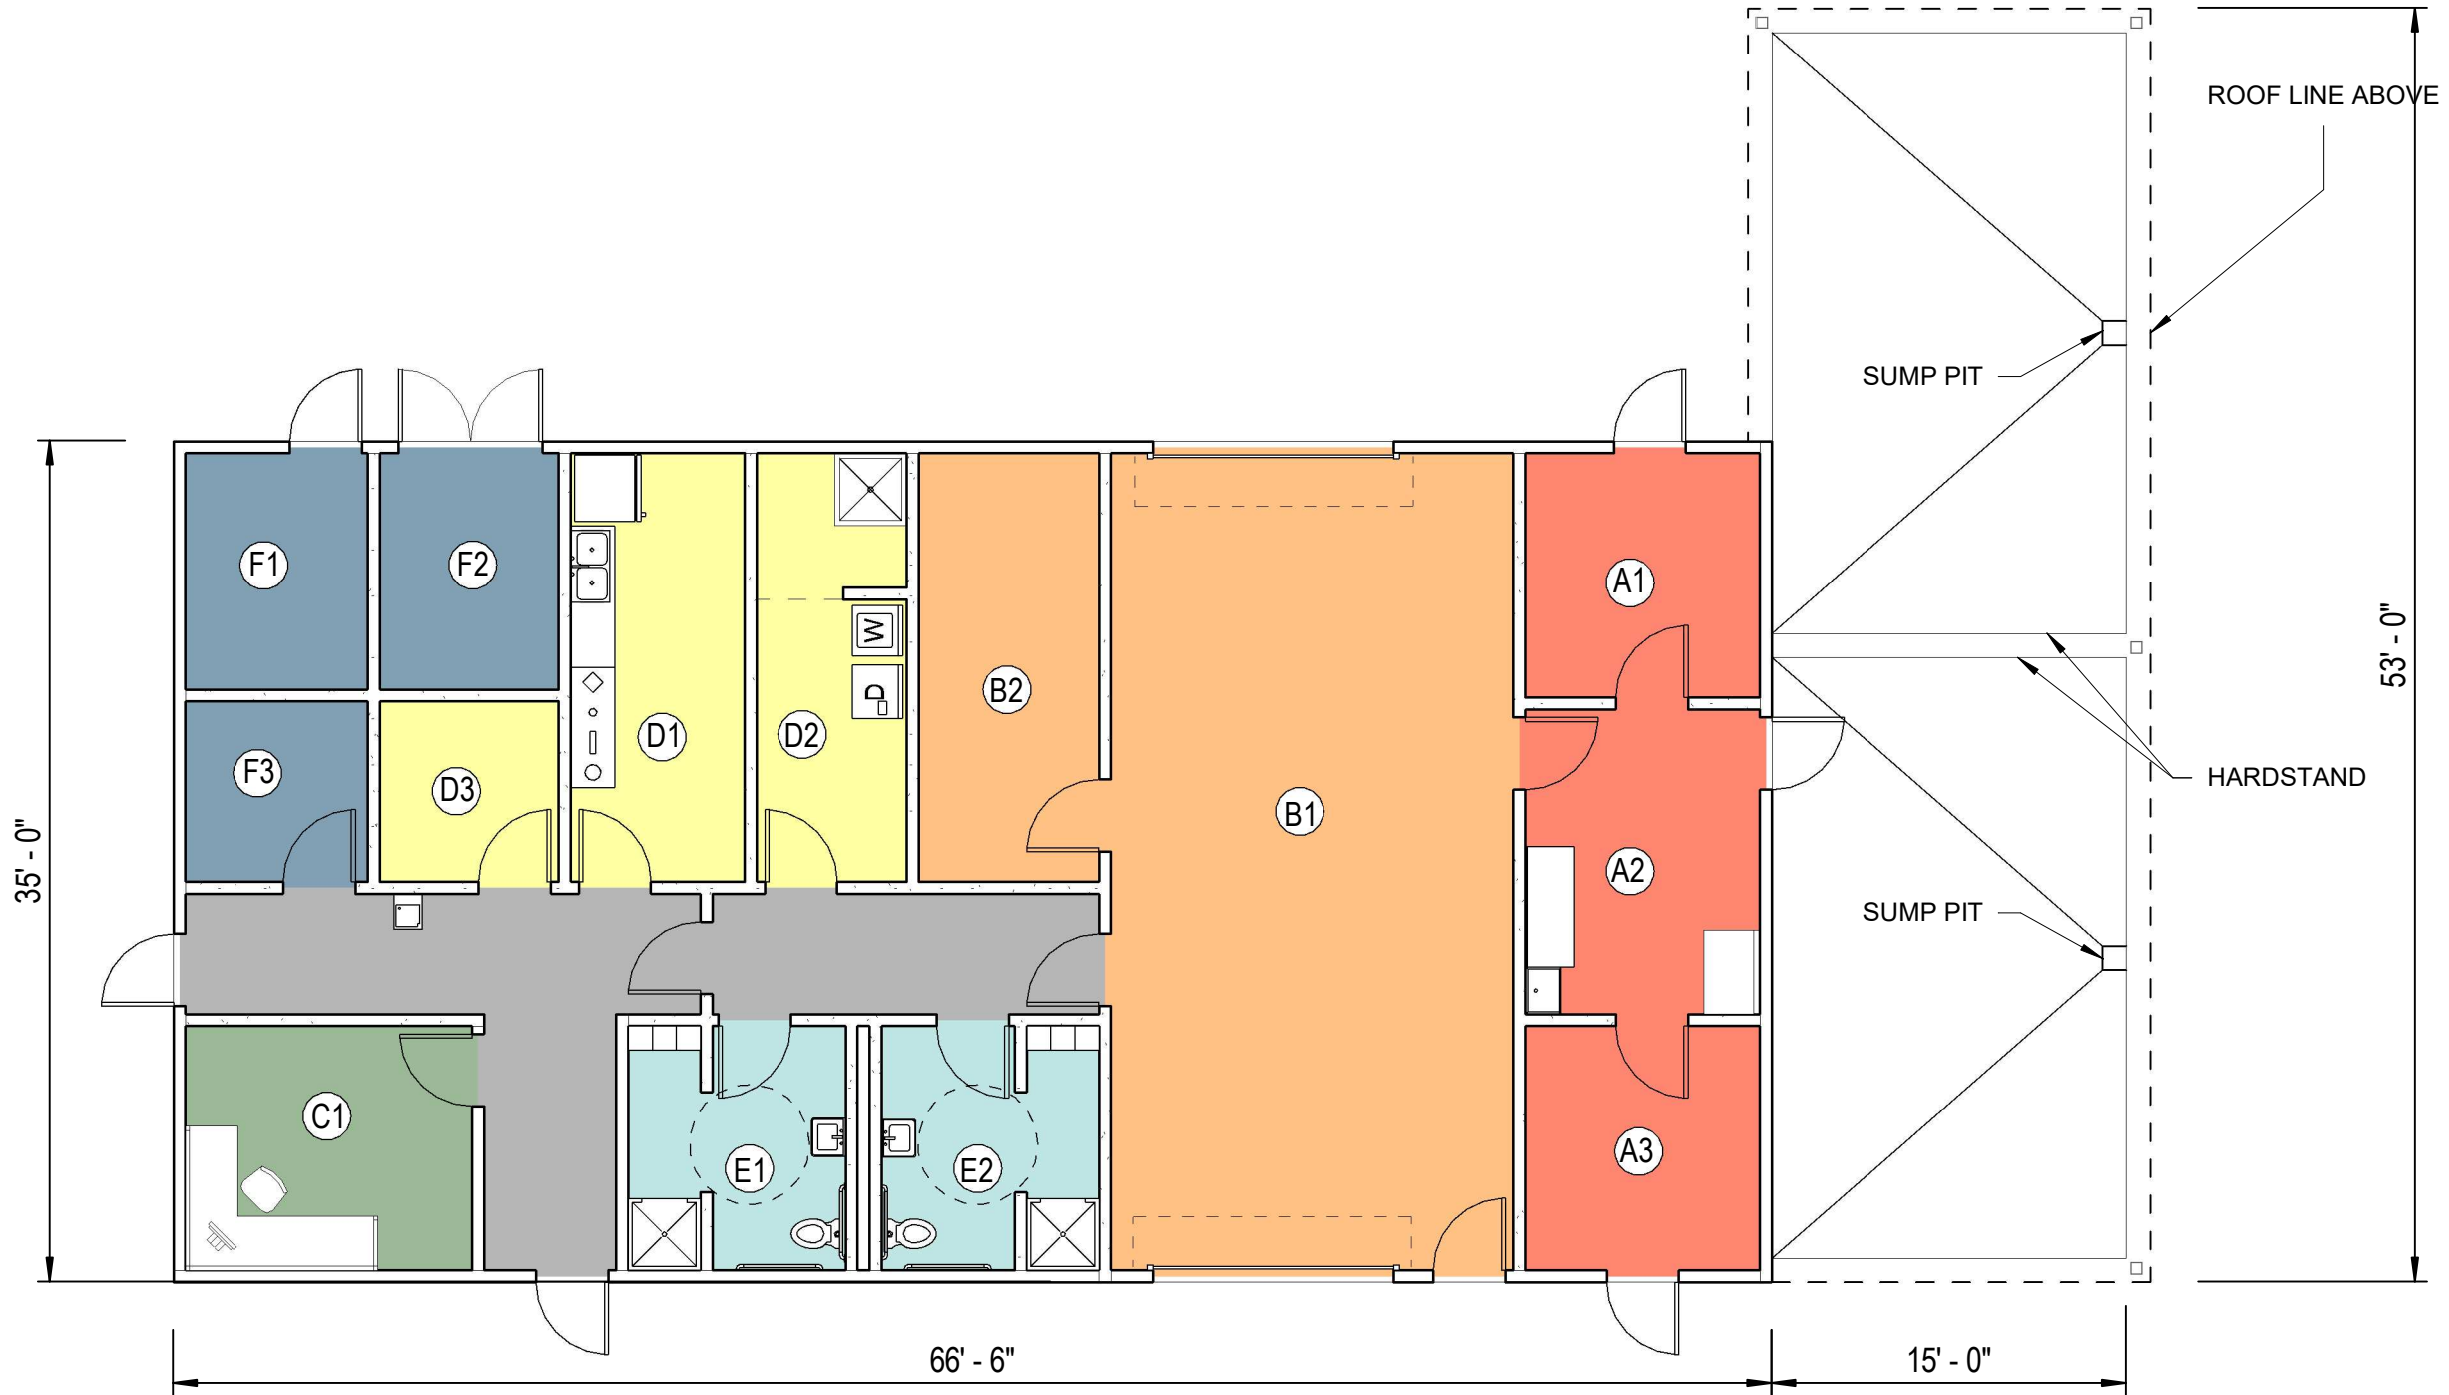 ROOF LINE ABOVE
SUMP PIT
F1
F2
A1
W
53' - 0"
D
B2
D1
D2
F3
D3
HARDSTAND
B1
35' - 0"
A2
SUMP PIT
C1
A3
E1
E2
66' - 6"
15' - 0"